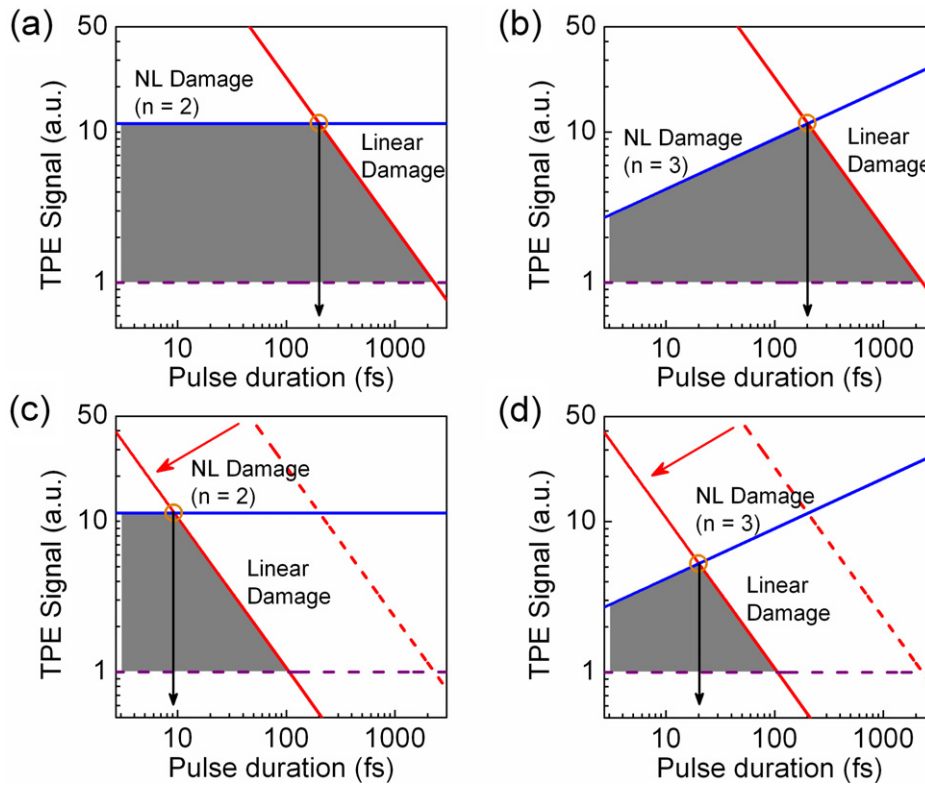 (a)
50
10
1
TPE Signal (a.u.)
NL Damage
(n = 2)
Linear
Damage
10 100 1000
Pulse duration (fs)
(b)
50
10
1
TPE Signal (a.u.)
NL Damage
(n = 3)
Linear
Damage
10 100 1000
Pulse duration (fs)
(c)
50
10
1
TPE Signal (a.u.)
NL Damage
(n = 2)
Linear
Damage
10 100 1000
Pulse duration (fs)
(d)
50
10
1
TPE Signal (a.u.)
NL Damage
(n = 3)
Linear
Damage
10 100 1000
Pulse duration (fs)